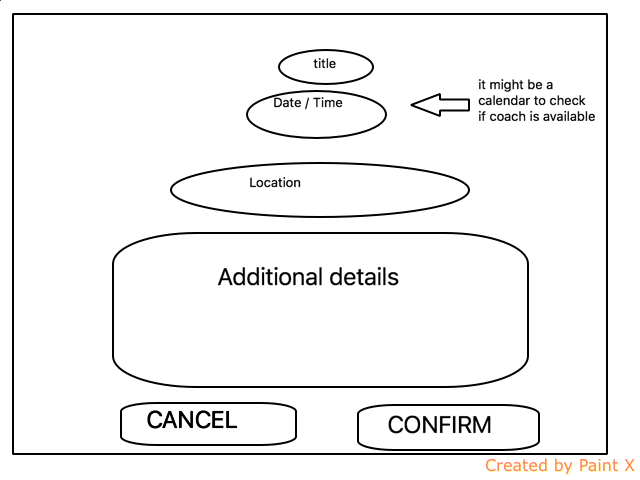 title
Date / Time
it might be a
calendar to check
if coach is available
Location
Additional details
CANCEL
CONFIRM
Created by Paint X